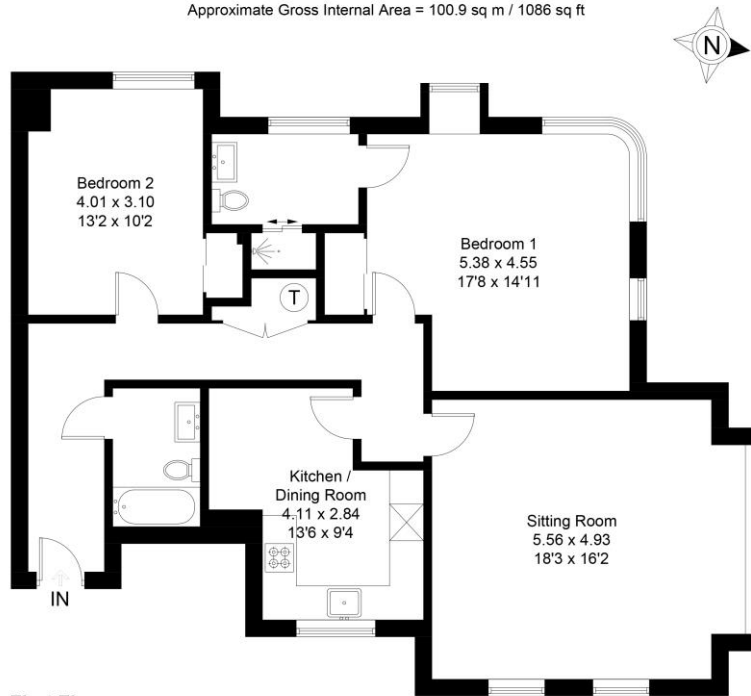 Approximate Gross Internal Area = 100.9 sq m / 1086 sq ft
N
Bedroom 2
4.01 x 3.10
13'2 x 10'2
Bedroom 1
5.38 x 4.55
17'8 x 14'11
T
Kitchen /
Dining Room
4.11 x 2.84
13'6 x 9'4
Sitting Room
5.56 x 4.93
18'3 x 16'2
IN